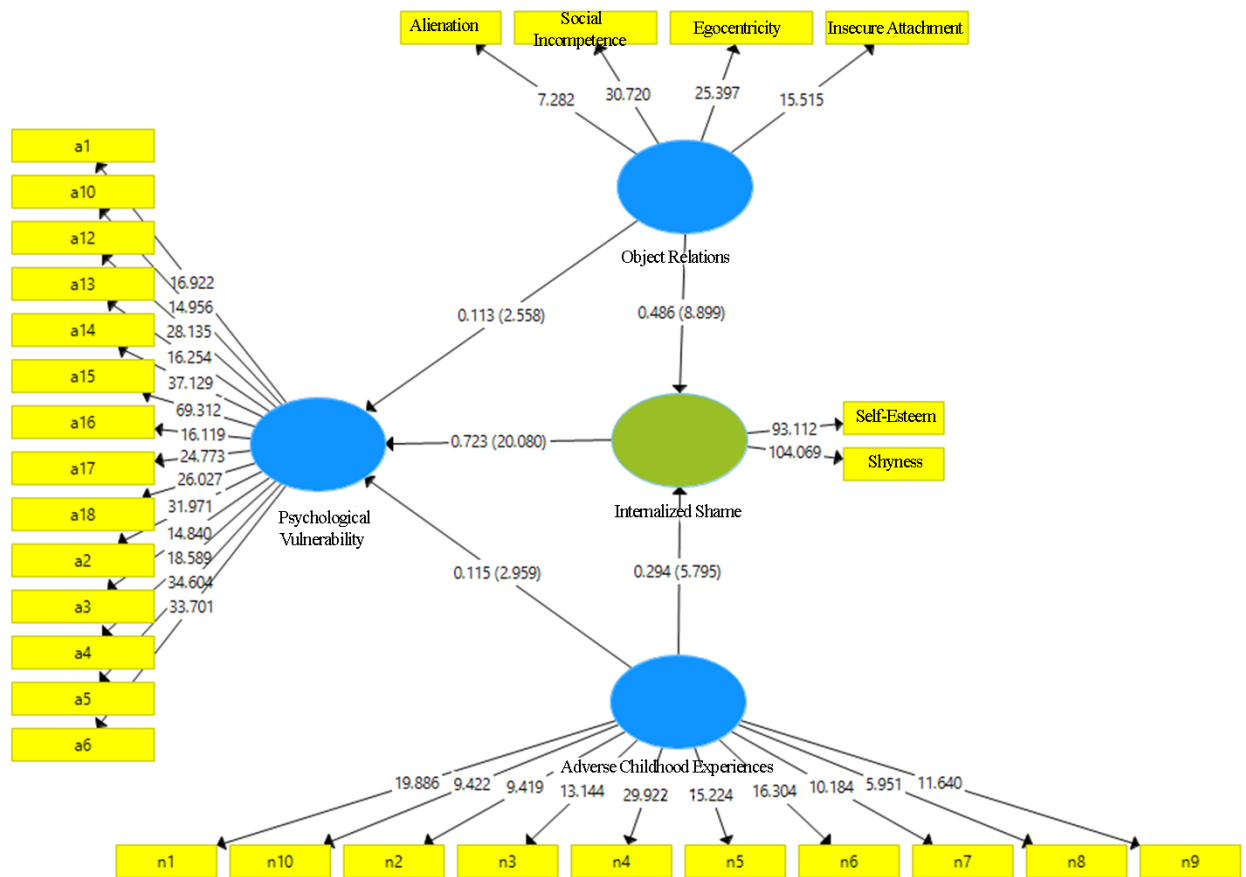 Alienation
Social
Incompetence
Egocentricity
Insecure Attachment
7.282
30.720
25.397
15.515
Object Relations
a1
a10
a12
a13
a14
a15
a16
a17
a18
a2
a3
a4
a5
a6
16.922
14.956
28.135
16.254
37.129
69.312
16.119
24.773
26.027
31.971
14.840
18.589
34.604
33.701
0.113 (2.558)
0.486 (8.899)
0.723 (20.080)
93.112
104.069
Self-Esteem
Shyness
Psychological
Vulnerability
Internalized Shame
0.115 (2.959)
0.294 (5.795)
Adverse Childhood Experiences
19.886
9.422
9.419
13.144
29.922
15.224
16.304
10.184
5.951
11.640
n1
n10
n2
n3
n4
n5
n6
n7
n8
n9